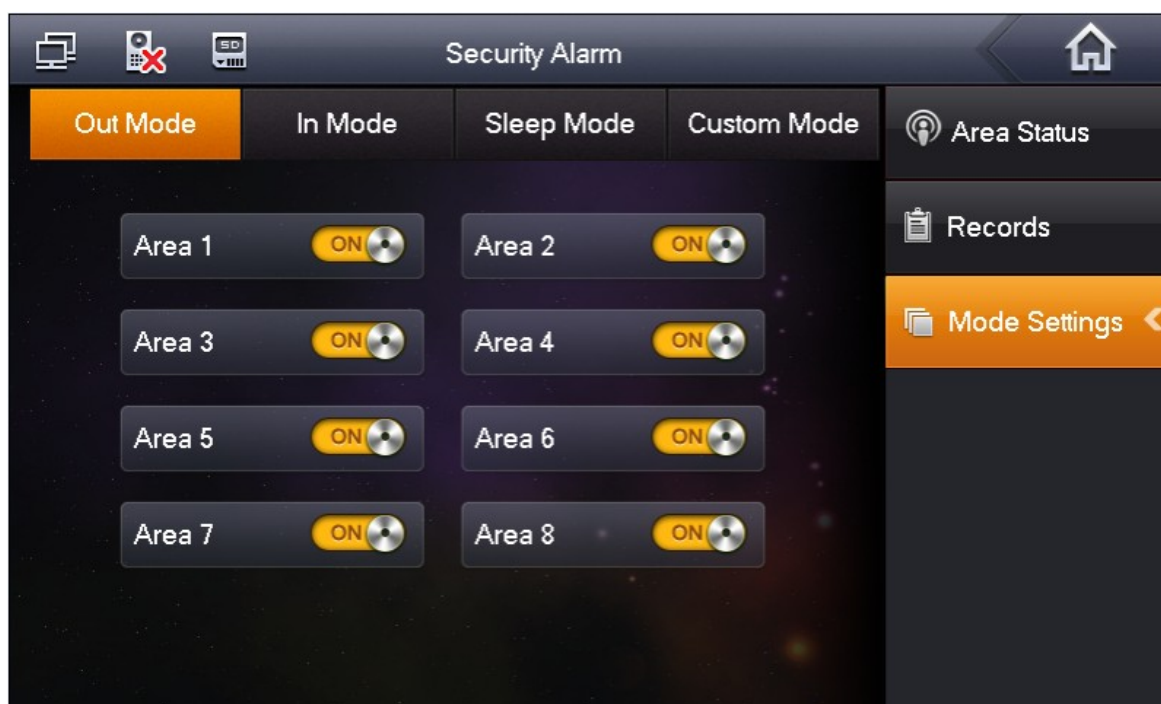 SD
Security Alarm
Out Mode
In Mode
Sleep Mode
Custom Mode
Area Status
Records
Mode Settings
Area 1 ON
Area 2 ON
Area 3 ON
Area 4 ON
Area 5 ON
Area 6 ON
Area 7 ON
Area 8 ON